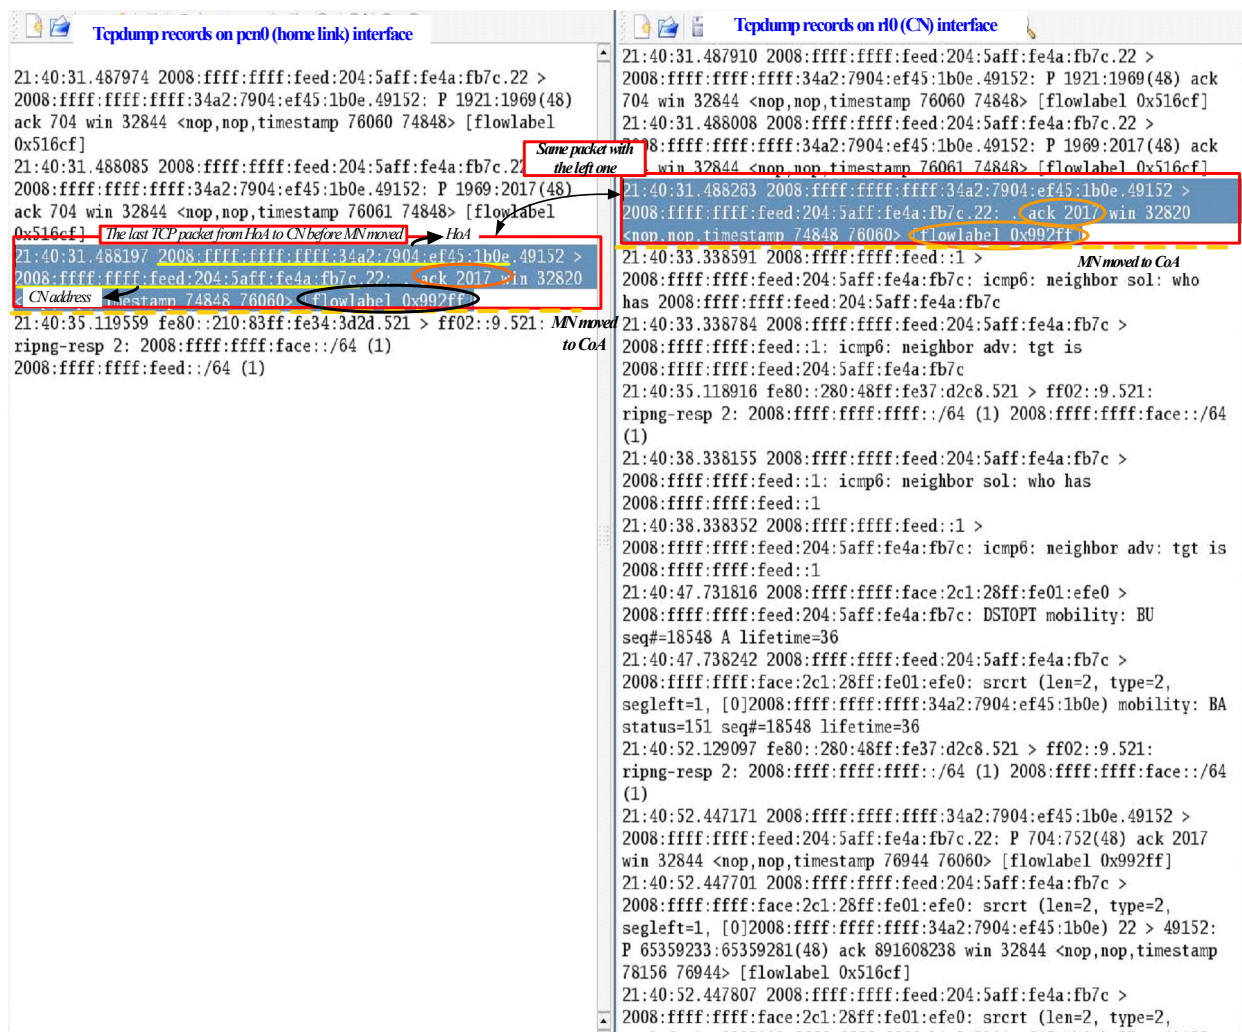 Tcpdump records on pcn0 (home link) interface
21:40:31.487974 2008:ffff:ffff:feed:204:5aff:fe4a:fb7c.22 >
2008:ffff:ffff:ffff:34a2:7904:ef45:1b0e.49152: P 1921:1969(48)
ack 704 win 32844 <nop,nop,timestamp 76060 74848> [flowlabel
0x516cf]
21:40:31.488085 2008:ffff:ffff:feed:204:5aff:fe4a:fb7c.22
2008:ffff:ffff:ffff:34a2:7904:ef45:1b0e.49152: P 1969:2017(48)
ack 704 win 32844 <nop,nop,timestamp 76061 74848> [flowlabel
0x516cf]
The last TCP packet from HoA to CN before MN moved
HoA
21:40:31.488197 2008:ffff:ffff:ffff:34a2:7904:ef45:1b0e.49152 >
2008:ffff:ffff:feed:204:5aff:fe4a:fb7c.22: . ack 2017 win 32820
CN address
timestamp 74848 76060> [flowlabel 0x992ff]
21:40:35.119559 fe80::210:83ff:fe34:3d2d.521 > ff02::9.521:
ripng-resp 2: 2008:ffff:ffff:face::/64 (1)
2008:ffff:ffff:feed::/64 (1)
MN moved
to CoA
Same packet with
the left one
Tcpdump records on rl0 (CN) interface
21:40:31.487910 2008:ffff:ffff:feed:204:5aff:fe4a:fb7c.22 >
2008:ffff:ffff:ffff:34a2:7904:ef45:1b0e.49152: P 1921:1969(48) ack
704 win 32844 <nop,nop,timestamp 76060 74848> [flowlabel 0x516cf]
21:40:31.488008 2008:ffff:ffff:feed:204:5aff:fe4a:fb7c.22 >
2008:ffff:ffff:ffff:34a2:7904:ef45:1b0e.49152: P 1969:2017(48) ack
win 32844 <nop,nop,timestamp 76061 74848> [flowlabel 0x516cf]
21:40:31.488263 2008:ffff:ffff:ffff:34a2:7904:ef45:1b0e.49152 >
2008:ffff:ffff:feed:204:5aff:fe4a:fb7c.22: . ack 2017 win 32820
<nop,nop,timestamp 74848 76060> [flowlabel 0x992ff]
MN moved to CoA
21:40:33.338591 2008:ffff:ffff:feed::1 >
2008:ffff:ffff:feed:204:5aff:fe4a:fb7c: icmp6: neighbor sol: who
has 2008:ffff:ffff:feed:204:5aff:fe4a:fb7c
21:40:33.338784 2008:ffff:ffff:feed:204:5aff:fe4a:fb7c >
2008:ffff:ffff:feed::1: icmp6: neighbor adv: tgt is
2008:ffff:ffff:feed:204:5aff:fe4a:fb7c
21:40:35.118916 fe80::280:48ff:fe37:d2c8.521 > ff02::9.521:
ripng-resp 2: 2008:ffff:ffff:ffff::/64 (1) 2008:ffff:ffff:face::/64
(1)
21:40:38.338155 2008:ffff:ffff:feed:204:5aff:fe4a:fb7c >
2008:ffff:ffff:feed::1: icmp6: neighbor sol: who has
2008:ffff:ffff:feed::1
21:40:38.338352 2008:ffff:ffff:feed::1 >
2008:ffff:ffff:feed:204:5aff:fe4a:fb7c: icmp6: neighbor adv: tgt is
2008:ffff:ffff:feed::1
21:40:47.731816 2008:ffff:ffff:face:2c1:28ff:fe01:efe0 >
2008:ffff:ffff:feed:204:5aff:fe4a:fb7c: DSTOPT mobility: BU
seq#=18548 A lifetime=36
21:40:47.738242 2008:ffff:ffff:feed:204:5aff:fe4a:fb7c >
2008:ffff:ffff:face:2c1:28ff:fe01:efe0: srcrt (len=2, type=2,
segleft=1, [0]2008:ffff:ffff:ffff:34a2:7904:ef45:1b0e) mobility: BA
status=151 seq#=18548 lifetime=36
21:40:52.129097 fe80::280:48ff:fe37:d2c8.521 > ff02::9.521:
ripng-resp 2: 2008:ffff:ffff:ffff::/64 (1) 2008:ffff:ffff:face::/64
(1)
21:40:52.447171 2008:ffff:ffff:ffff:34a2:7904:ef45:1b0e.49152 >
2008:ffff:ffff:feed:204:5aff:fe4a:fb7c.22: P 704:752(48) ack 2017
win 32844 <nop,nop,timestamp 76944 76060> [flowlabel 0x992ff]
21:40:52.447701 2008:ffff:ffff:feed:204:5aff:fe4a:fb7c >
2008:ffff:ffff:face:2c1:28ff:fe01:efe0: srcrt (len=2, type=2,
segleft=1, [0]2008:ffff:ffff:ffff:34a2:7904:ef45:1b0e) 22 > 49152:
P 65359233:65359281(48) ack 891608238 win 32844 <nop,nop,timestamp
78156 76944> [flowlabel 0x516cf]
21:40:52.447807 2008:ffff:ffff:feed:204:5aff:fe4a:fb7c >
2008:ffff:ffff:face:2c1:28ff:fe01:efe0: srcrt (len=2, type=2,